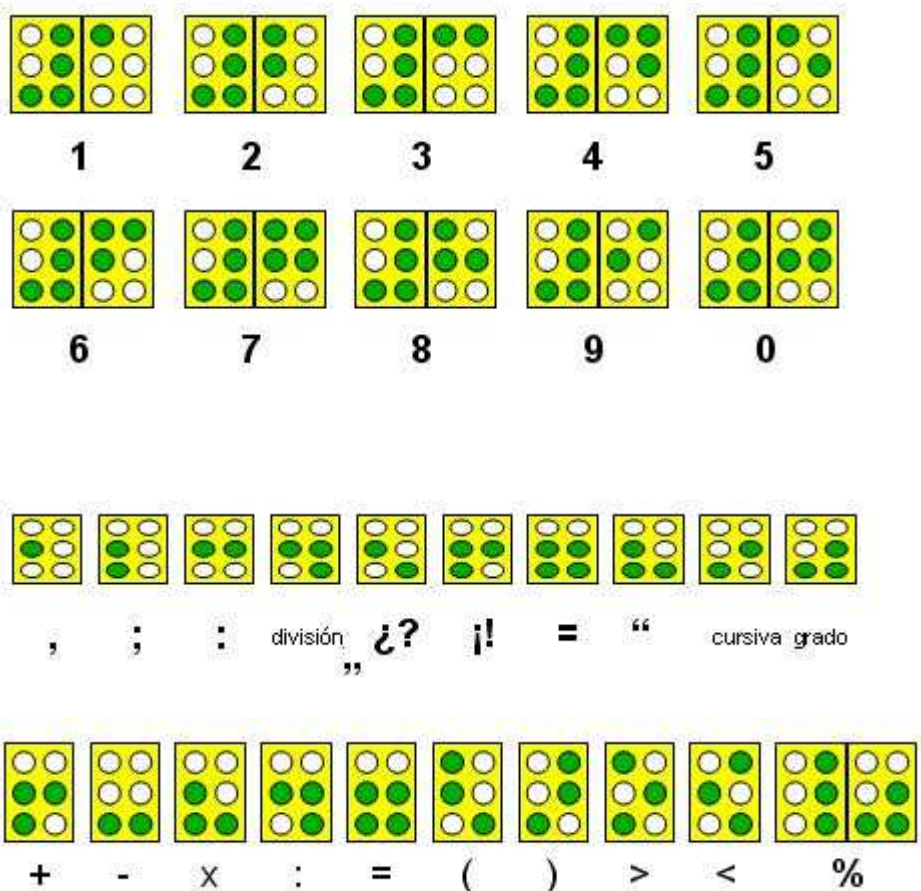 1 2 3 4 5
6 7 8 9 0
, ; : división „ ¿? ¡! = “ cursiva grado
+ - x : = ( ) > < %